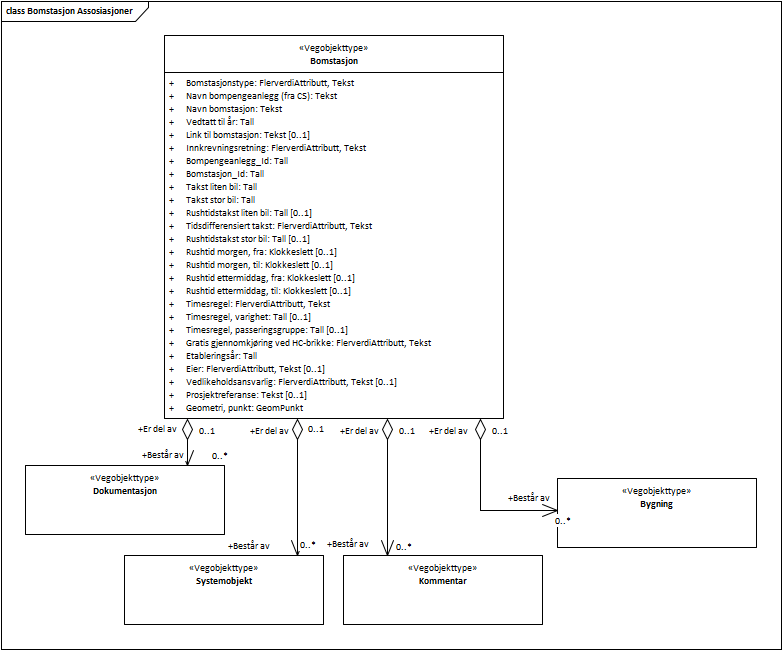 class Bomstasjon Assosiasjoner
«Vegobjekttype»
Bomstasjon
+ Bomstasjonstype: FlerverdiAttributt, Tekst
+ Navn bompengeanlegg (fra CS): Tekst
+ Navn bomstasjon: Tekst
+ Vedtatt til år: Tall
+ Link til bomstasjon: Tekst [0..1]
+ Innkrevningsretning: FlerverdiAttributt, Tekst
+ Bompengeanlegg_Id: Tall
+ Bomstasjon_Id: Tall
+ Takst liten bil: Tall
+ Takst stor bil: Tall
+ Rushtidstakst liten bil: Tall [0..1]
+ Tidsdifferensiert takst: FlerverdiAttributt, Tekst
+ Rushtidstakst stor bil: Tall [0..1]
+ Rushtid morgen, fra: Klokkeslett [0..1]
+ Rushtid morgen, til: Klokkeslett [0..1]
+ Rushtid ettermiddag, fra: Klokkeslett [0..1]
+ Rushtid ettermiddag, til: Klokkeslett [0..1]
+ Timesregel: FlerverdiAttributt, Tekst
+ Timesregel, varighet: Tall [0..1]
+ Timesregel, passeringsgruppe: Tall [0..1]
+ Gratis gjennomkjøring ved HC-brikke: FlerverdiAttributt, Tekst
+ Etableringsår: Tall
+ Eier: FlerverdiAttributt, Tekst [0..1]
+ Vedlikeholdsansvarlig: FlerverdiAttributt, Tekst [0..1]
+ Prosjektreferanse: Tekst [0..1]
+ Geometri, punkt: GeomPunkt
+Er del av 0..1 +Er del av 0..1 +Er del av 0..1 +Er del av 0..1
+Består av 0..*
«Vegobjekttype»
Dokumentasjon
+Består av
0..*
«Vegobjekttype»
Bygning
+Består av 0..* +Består av 0..*
«Vegobjekttype»
Systemobjekt
«Vegobjekttype»
Kommentar